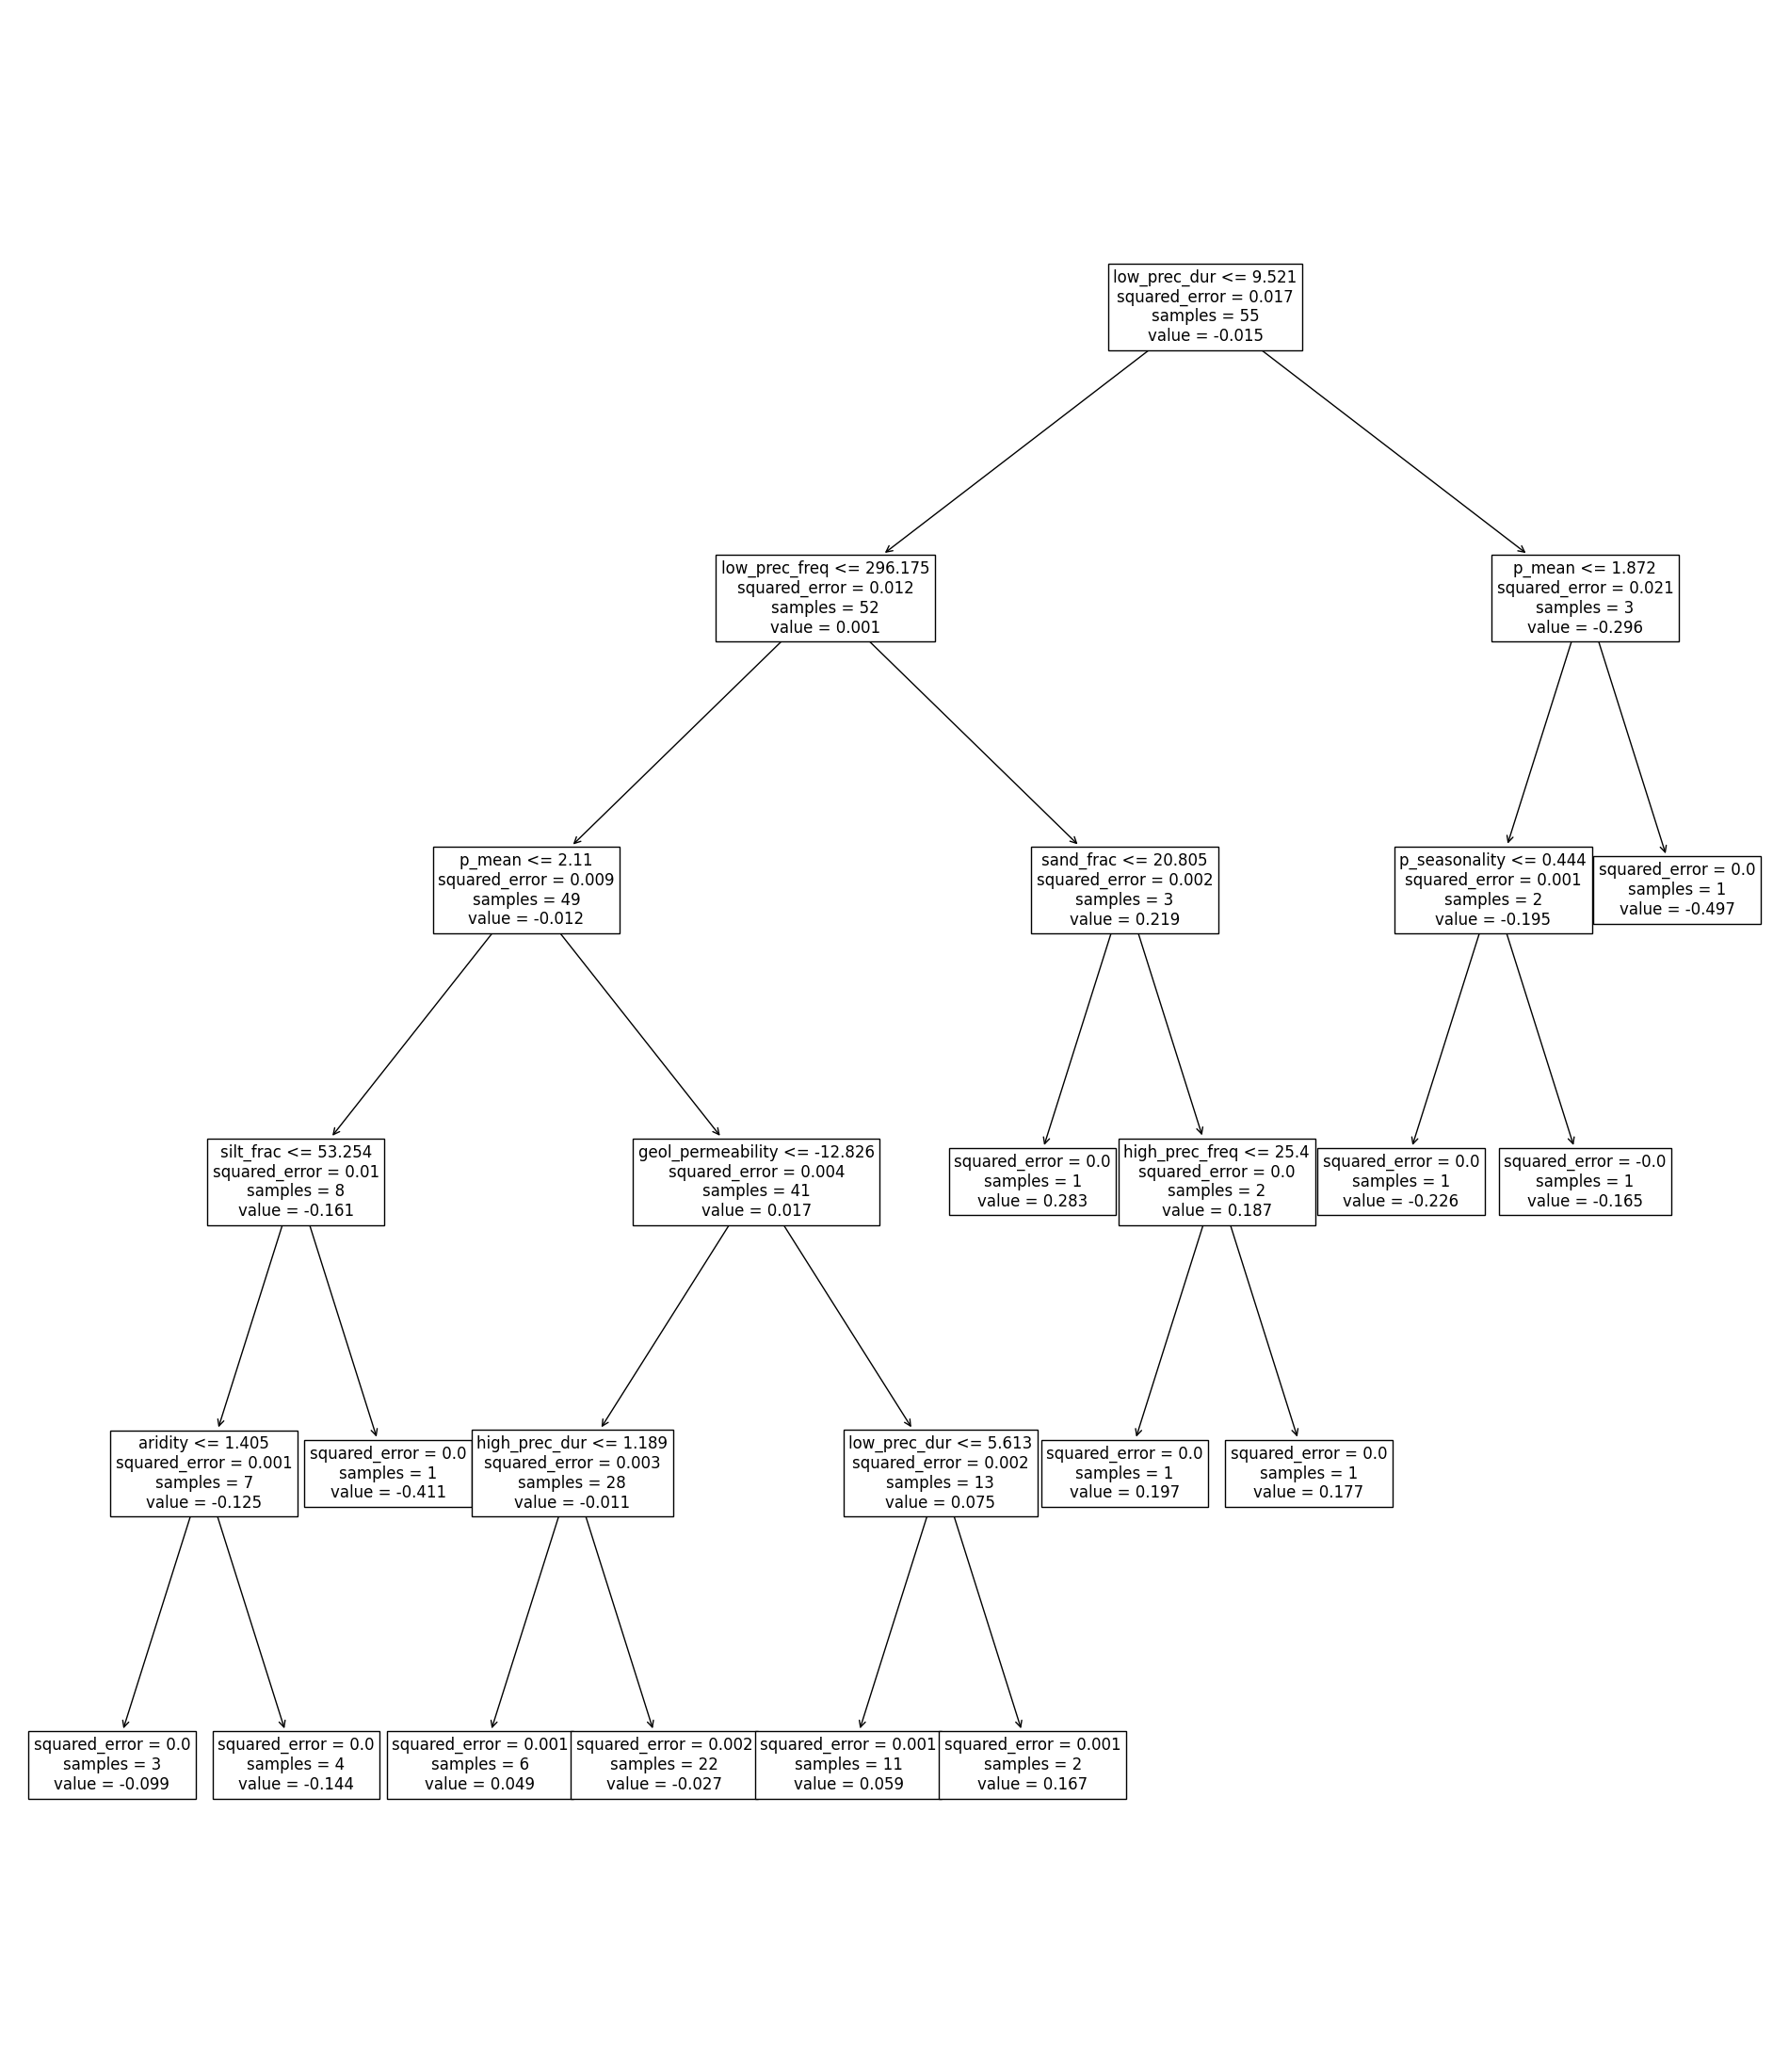 low_prec_dur <= 9.521
squared_error = 0.017
samples = 55
value = -0.015
low_prec_freq <= 296.175
squared_error = 0.012
samples = 52
value = 0.001
p_mean <= 1.872
squared_error = 0.021
samples = 3
value = -0.296
p_mean <= 2.11
squared_error = 0.009
samples = 49
value = -0.012
sand_frac <= 20.805
squared_error = 0.002
samples = 3
value = 0.219
p_seasonality <= 0.444
squared_error = 0.001
samples = 2
value = -0.195
squared_error = 0.0
samples = 1
value = -0.497
silt_frac <= 53.254
squared_error = 0.01
samples = 8
value = -0.161
geol_permeability <= -12.826
squared_error = 0.004
samples = 41
value = 0.017
squared_error = 0.0
samples = 1
value = 0.283
high_prec_freq <= 25.4
squared_error = 0.0
samples = 2
value = 0.187
squared_error = 0.0
samples = 1
value = -0.226
squared_error = -0.0
samples = 1
value = -0.165
aridity <= 1.405
squared_error = 0.001
samples = 7
value = -0.125
squared_error = 0.0
samples = 1
value = -0.411
high_prec_dur <= 1.189
squared_error = 0.003
samples = 28
value = -0.011
low_prec_dur <= 5.613
squared_error = 0.002
samples = 13
value = 0.075
squared_error = 0.0
samples = 1
value = 0.197
squared_error = 0.0
samples = 1
value = 0.177
squared_error = 0.0
samples = 3
value = -0.099
squared_error = 0.0
samples = 4
value = -0.144
squared_error = 0.001
samples = 6
value = 0.049
squared_error = 0.002
samples = 22
value = -0.027
squared_error = 0.001
samples = 11
value = 0.059
squared_error = 0.001
samples = 2
value = 0.167